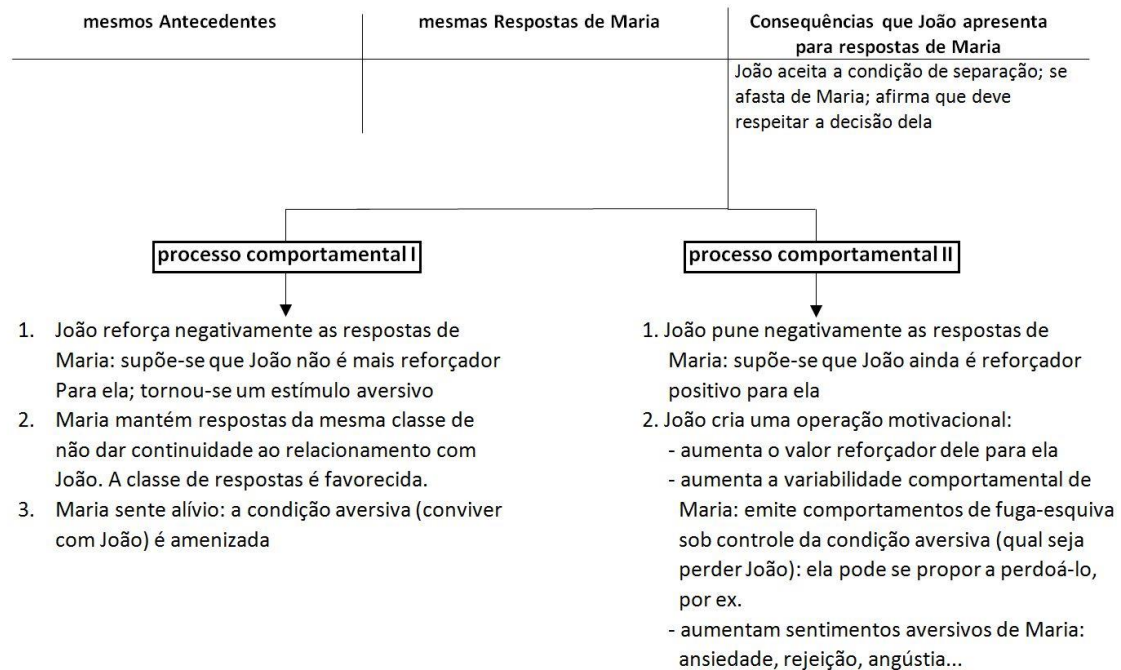 mesmos Antecedentes
mesmas Respostas de Maria
Consequências que João apresenta
para respostas de Maria
João aceita a condição de separação; se
afasta de Maria; afirma que deve
respeitar a decisão dela
processo comportamental I
1. João reforça negativamente as respostas de
Maria: supõe-se que João não é mais reforçador
Para ela; tornou-se um estímulo aversivo
2. Maria mantém respostas da mesma classe de
não dar continuidade ao relacionamento com
João. A classe de respostas é favorecida.
3. Maria sente alívio: a condição aversiva (conviver
com João) é amenizada
processo comportamental II
1. João pune negativamente as respostas de
Maria: supõe-se que João ainda é reforçador
positivo para ela
2. João cria uma operação motivacional:
- aumenta o valor reforçador dele para ela
- aumenta a variabilidade comportamental de
Maria: emite comportamentos de fuga-esquiva
sob controle da condição aversiva (qual seja
perder João): ela pode se propor a perdoá-lo,
por ex.
- aumentam sentimentos aversivos de Maria:
ansiedade, rejeição, angústia...